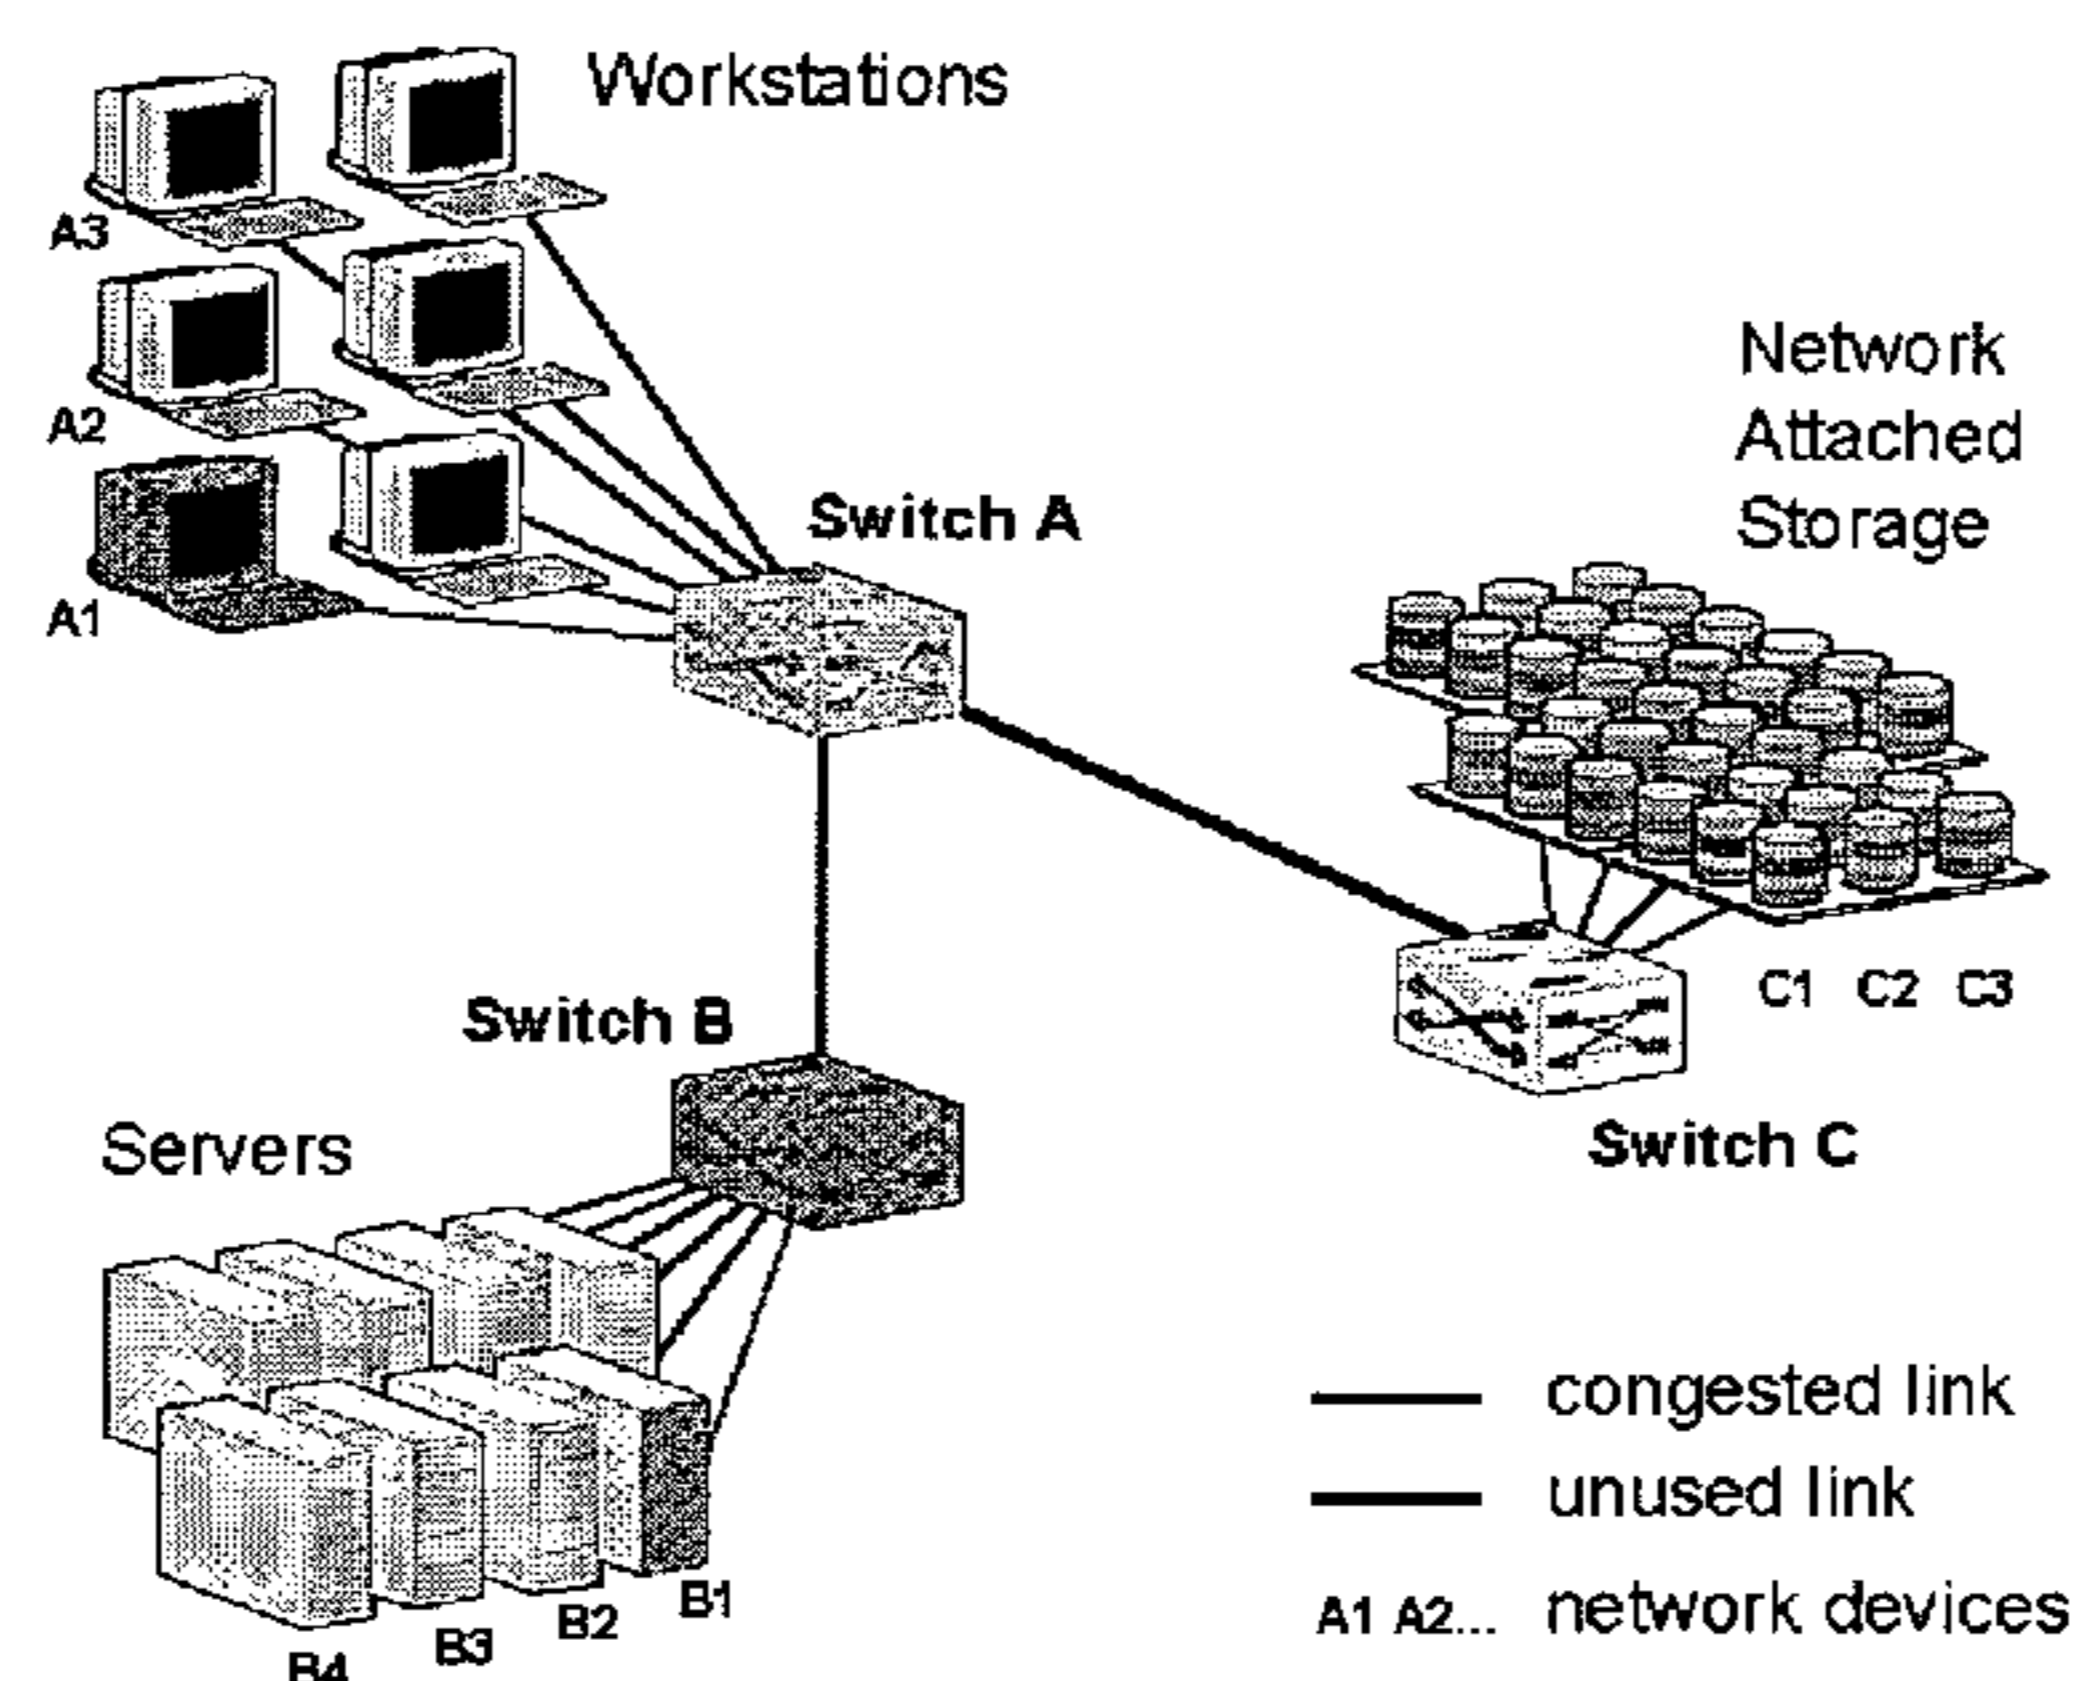 Workstations
A3
A2
A1
Switch A
Network
Attached
Storage
C1 C2 C3
Switch C
Switch B
Servers
B1
B2
B3
B4
congested link
unused link
A1 A2... network devices